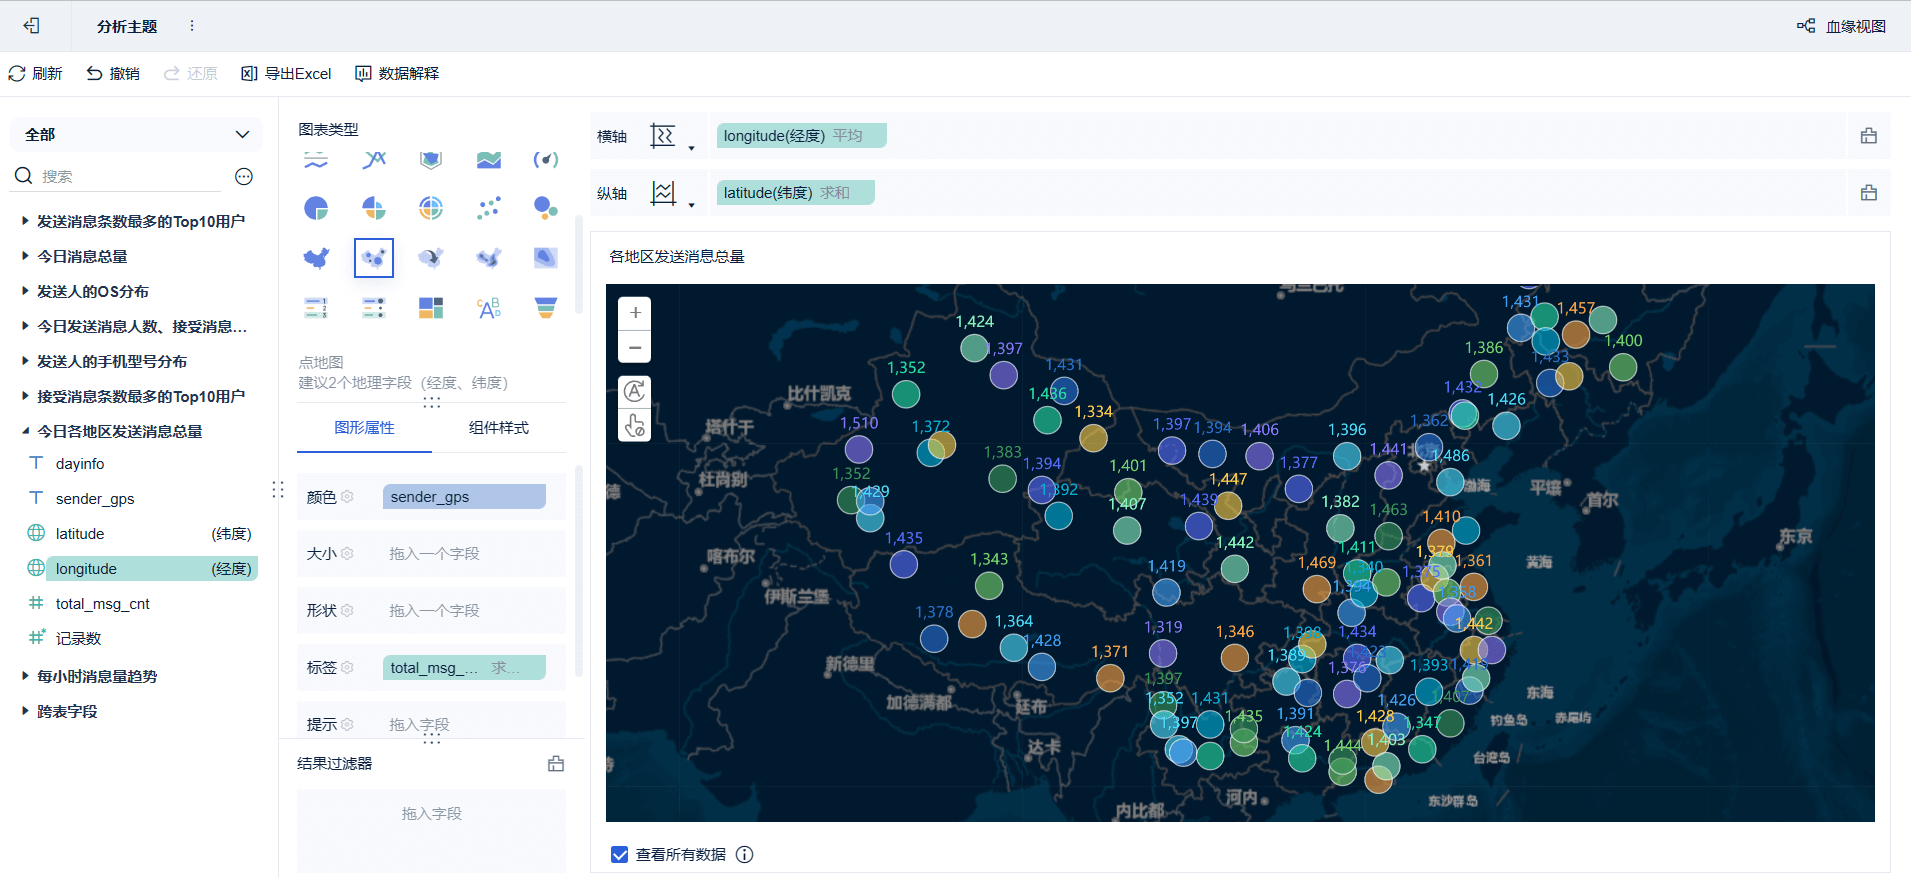 分析主题
血缘视图
刷新
撤销
还原
导出Excel
数据解释
全部
搜索
发送消息条数最多的Top10用户
今日消息总量
发送人的OS分布
今日发送消息人数、接受消息...
发送人的手机型号分布
接受消息条数最多的Top10用户
今日各地区发送消息总量
dayinfo
sender_gps
latitude (纬度)
longitude (经度)
total_msg_cnt
记录数
每小时消息量趋势
跨表字段
图表类型
点地图
建议2个地理字段（经度、纬度）
图形属性
组件样式
颜色 sender_gps
大小 拖入一个字段
形状 拖入一个字段
标签 total_msg_... 求...
提示 拖入字段
结果过滤器
拖入字段
横轴 longitude(经度) 平均
纵轴 latitude(纬度) 求和
各地区发送消息总量
+
−
1,431
1,457
1,424
1,397
1,386
1,400
1,433
1,352
1,431
1,436
1,432
比什凯克
1,334
1,426
塔什干
1,510
1,372
1,397
1,394
1,406
1,396
1,362
1,383
1,394
1,401
1,377
1,441
1,486
杜尚别
1,352
1,429
1,392
1,407
1,439
1,447
1,382
1,463
1,410
渤海
平壤
首尔
东京
1,435
1,442
1,411
1,379
1,361
黄海
喀布尔
1,343
1,419
1,469
1,394
1,340
1,375
1,358
伊斯兰堡
1,378
1,364
1,428
1,319
1,346
1,398
1,434
1,442
新德里
1,371
1,389
1,376
1,393
加德满都
廷布
1,397
1,352
1,431
1,397
1,435
1,391
1,424
1,426
1,428
1,407
1,347
1,444
1,403
东海
钓鱼岛
赤尾屿
达卡
台湾岛
河内
内比都
东沙群岛
查看所有数据